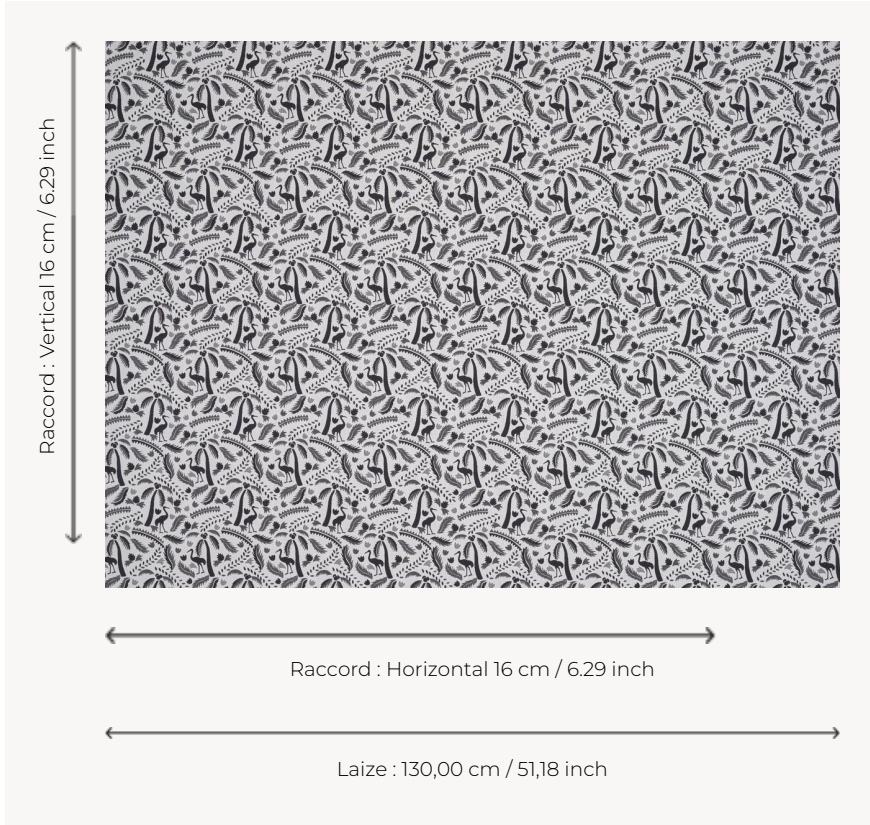 Raccord : Vertical 16 cm / 6.29 inch
Raccord : Horizontal 16 cm / 6.29 inch
Laize : 130,00 cm / 51,18 inch